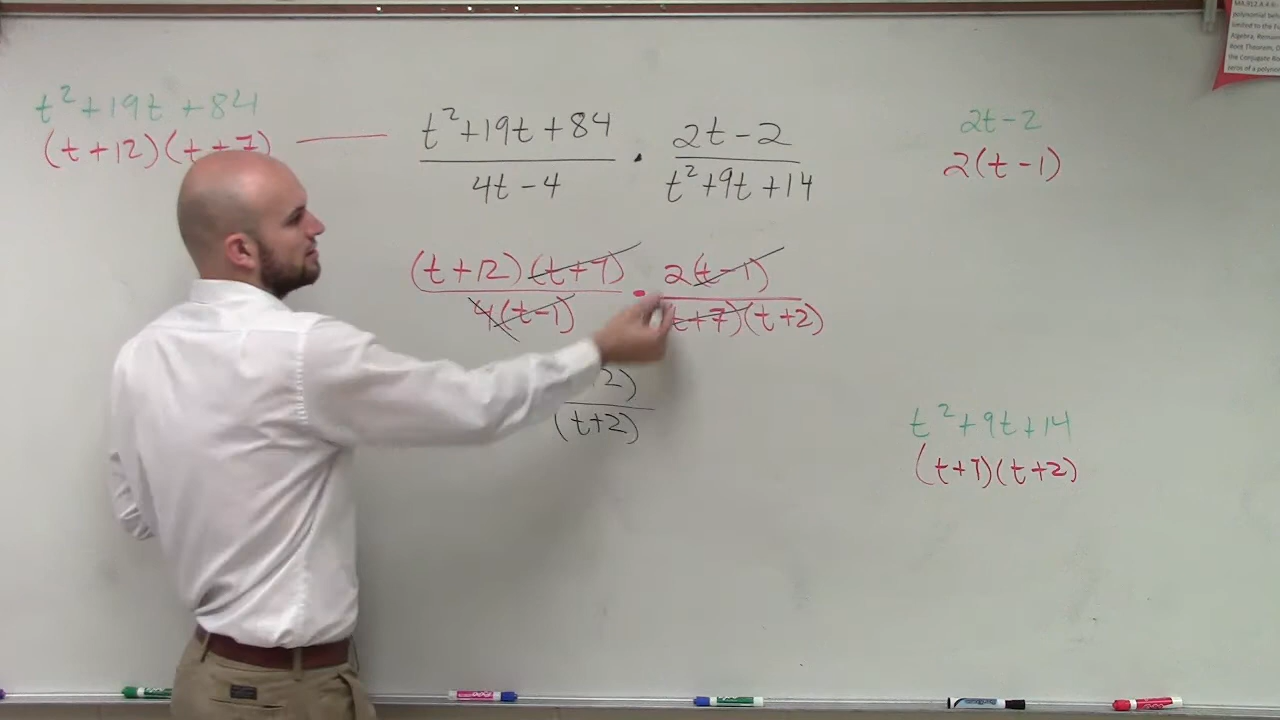 t²+19t+84
(t+12)(t+7)
t²+19t+84 / 4t-4 · 2t-2 / t²+9t+14
(t+12)(t+7) / 4(t-1) · 2(t-1) / (t+7)(t+2)
2) / (t+2)
2t-2
2(t-1)
t²+9t+14
(t+7)(t+2)